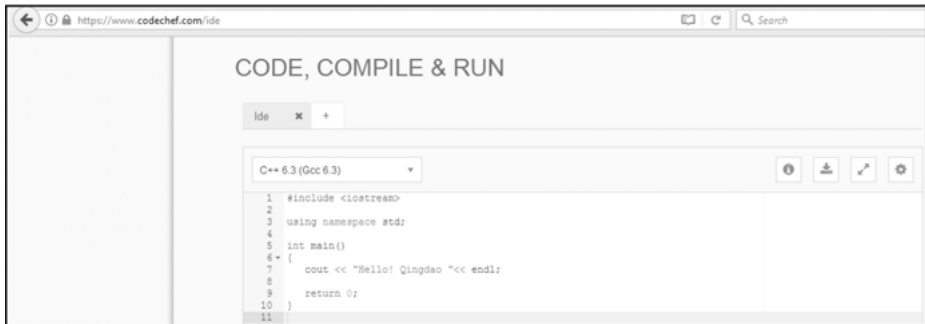 https://www.codechef.com/ide
Search
CODE, COMPILE & RUN
Ide × +
C++ 6.3 (Gcc 6.3)
1 #include <iostream>
2
3 using namespace std;
4
5 int main()
6 {
7 cout << "Hello! Qingdao "<< endl;
8
9 return 0;
10 }
11